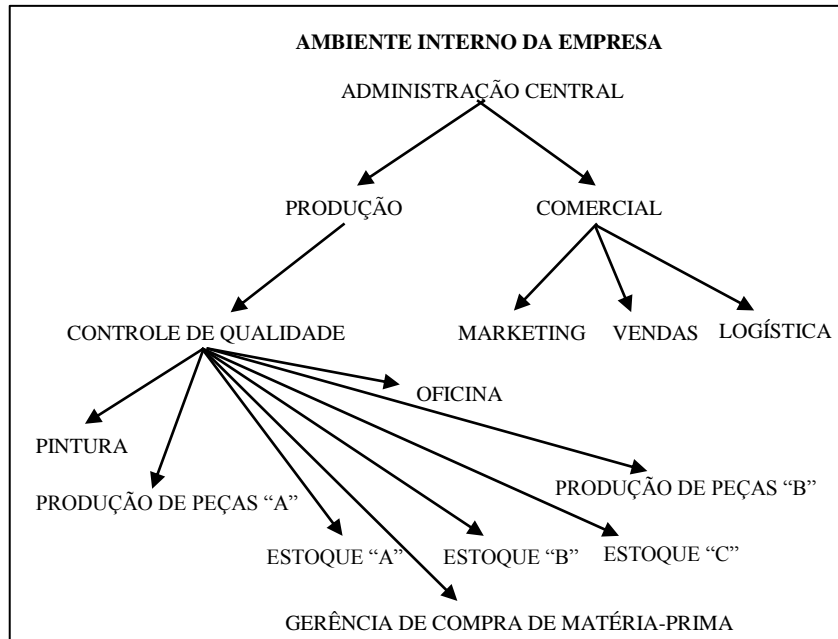 AMBIENTE INTERNO DA EMPRESA
ADMINISTRAÇÃO CENTRAL
PRODUÇÃO
COMERCIAL
CONTROLE DE QUALIDADE
MARKETING
VENDAS
LOGÍSTICA
OFICINA
PINTURA
PRODUÇÃO DE PEÇAS “A”
PRODUÇÃO DE PEÇAS “B”
ESTOQUE “A”
ESTOQUE “B”
ESTOQUE “C”
GERÊNCIA DE COMPRA DE MATÉRIA-PRIMA